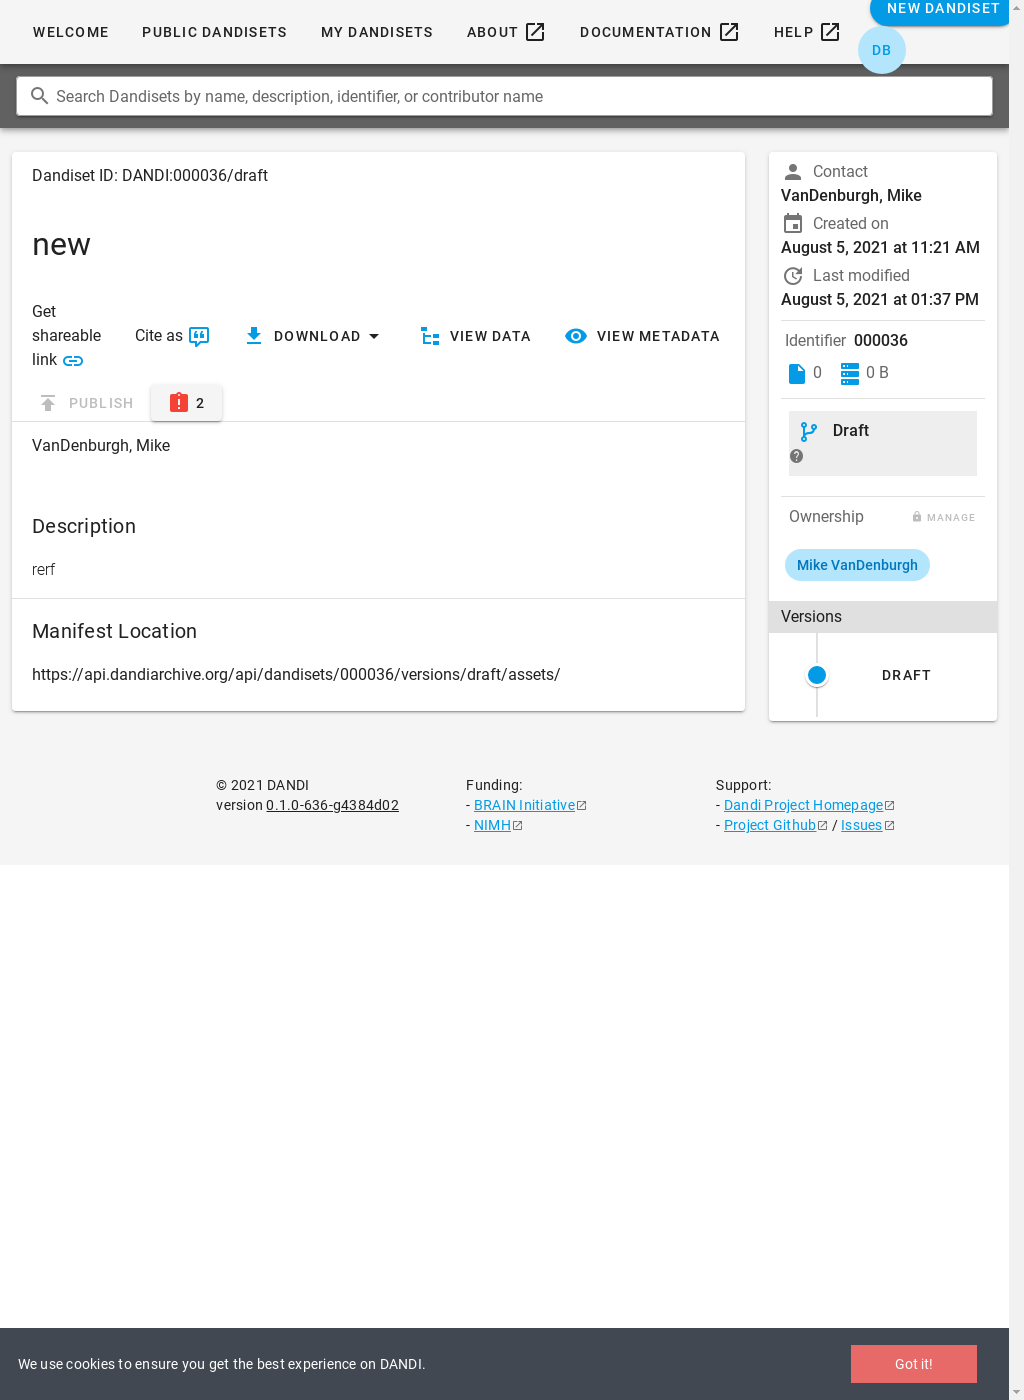 WELCOME
PUBLIC DANDISETS
MY DANDISETS
ABOUT
DOCUMENTATION
HELP
NEW DANDISET
DB
Search Dandisets by name, description, identifier, or contributor name
Dandiset ID: DANDI:000036/draft
new
Get
shareable
link
Cite as
DOWNLOAD
VIEW DATA
VIEW METADATA
PUBLISH
2
VanDenburgh, Mike
Description
rerf
Manifest Location
https://api.dandiarchive.org/api/dandisets/000036/versions/draft/assets/
Contact
VanDenburgh, Mike
Created on
August 5, 2021 at 11:21 AM
Last modified
August 5, 2021 at 01:37 PM
Identifier 000036
0
0 B
Draft
Ownership
MANAGE
Mike VanDenburgh
Versions
DRAFT
© 2021 DANDI
version 0.1.0-636-g4384d02
Funding:
- BRAIN Initiative
- NIMH
Support:
- Dandi Project Homepage
- Project Github / Issues
We use cookies to ensure you get the best experience on DANDI.
Got it!